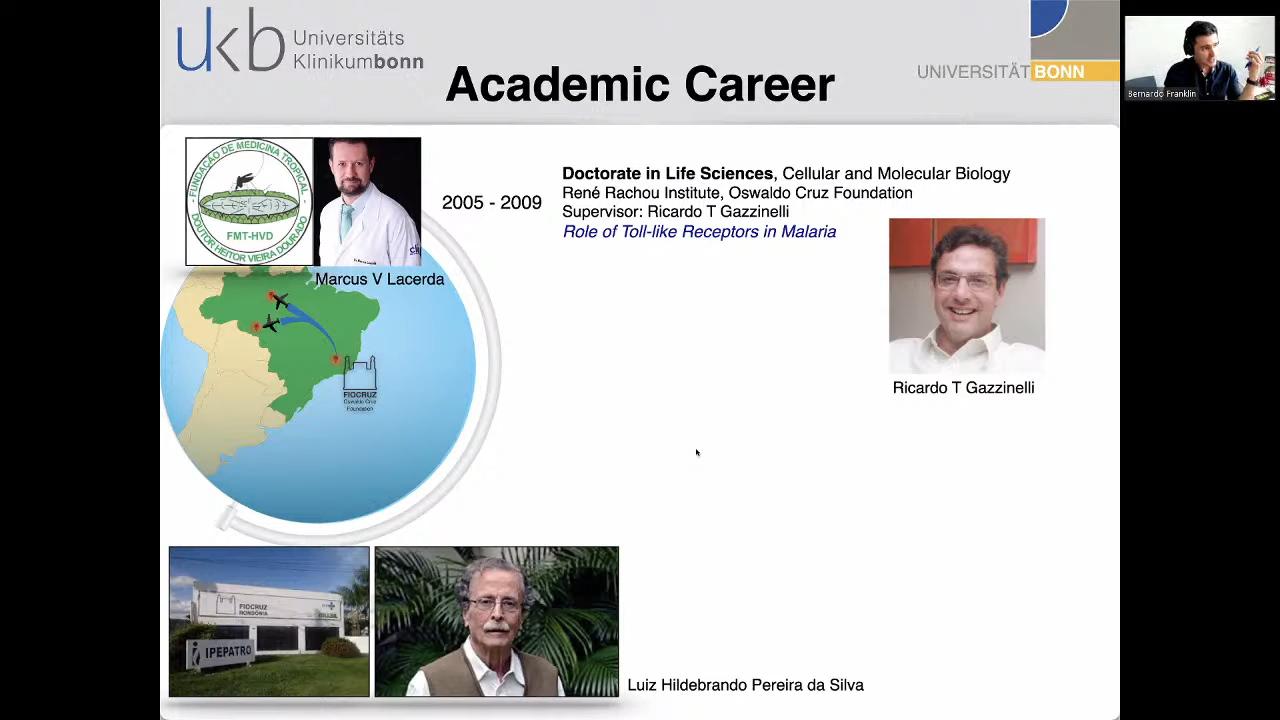 ukb Universitäts
Klinikumbonn
Academic Career
UNIVERSITÄT BONN
Bernardo Franklin
FUNDAÇÃO DE MEDICINA TROPICAL
DOUTOR HEITOR VIEIRA DOURADO
FMT-HVD
Marcus V Lacerda
2005 - 2009
Doctorate in Life Sciences, Cellular and Molecular Biology
René Rachou Institute, Oswaldo Cruz Foundation
Supervisor: Ricardo T Gazzinelli
Role of Toll-like Receptors in Malaria
Ricardo T Gazzinelli
FIOCRUZ
Oswaldo Cruz
Foundation
FIOCRUZ
RONDÔNIA
IPEPATRO
Luiz Hildebrando Pereira da Silva